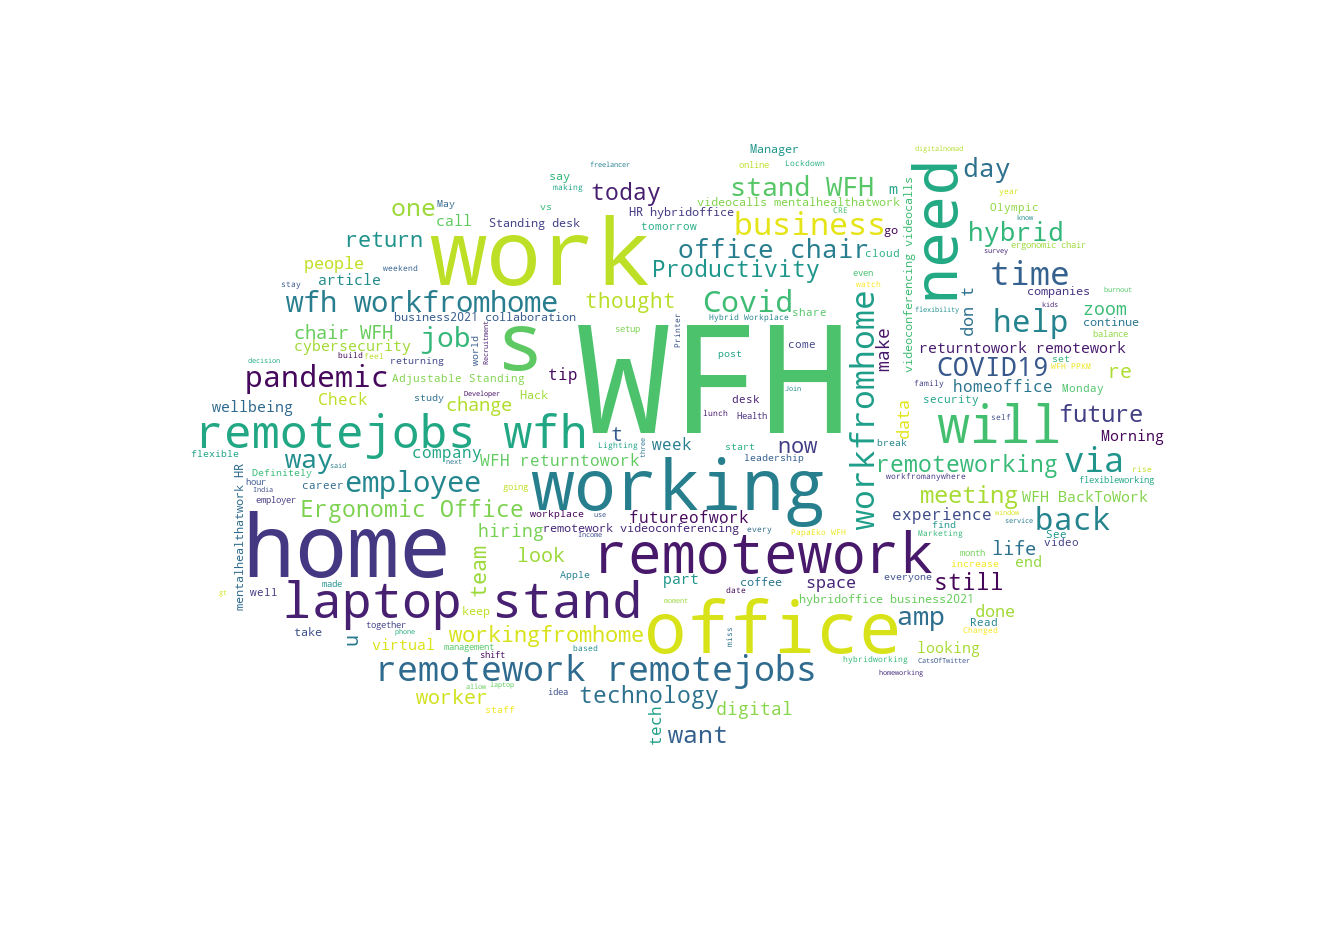 digitalnomad
Manager
freelancer
online
Lockdown
say
making
today
stand WFH
m
day
year
need
one
May
vs
HR hybridoffice
videocalls mentalhealthatwork
CRE
Olympic
know
call
Standing desk
tomorrow
business
go
hybrid
return
work
office chair
cloud
videoconferencing videocalls
survey
ergonomic chair
people
weekend
Productivity
even
time
stay
article
watch
companies
burnout
wfh workfromhome
thought
Covid
flexibility
don t
kids
zoom
business2021 collaboration
Hybrid Workplace
share
help
continue
chair WFH
job
s
setup
Printer
workfromhome
make
balance
cybersecurity
world
Recruitment
WFH
come
returntowork remotework
decision
build
feel
returning
post
COVID19
set
WFH PPKM
re
pandemic
Adjustable Standing
tip
family
homeoffice
Monday
Check
study
Developer
Hack
desk
Join
security
wellbeing
change
lunch
Health
data
will
self
future
remotejobs wfh
t
now
Morning
flexible
company
Lighting
three
week
start
break
way
said
next
WFH returntowork
leadership
remoteworking
via
rise
mentalhealthatwork HR
Definitely
hour
career
employee
going
working
workfromanywhere
flexibleworking
India
employer
Ergonomic Office
meeting
WFH BackToWork
workplace
futureofwork
experience
window
service
back
home
hiring
remotework videoconferencing
every
Income
use
PapaEko WFH
find
Marketing
See
video
team
look
remotework
month
life
Apple
part
coffee
space
everyone
still
increase
end
made
gt
well
laptop stand
moment
date
hybridoffice business2021
keep
office
amp
done
together
Read
take
phone
u
workingfromhome
miss
Changed
virtual
management
shift
based
looking
hybridworking
CatsOfTwitter
remotework remotejobs
homeworking
allow
laptop
worker
idea
technology
staff
tech
digital
want